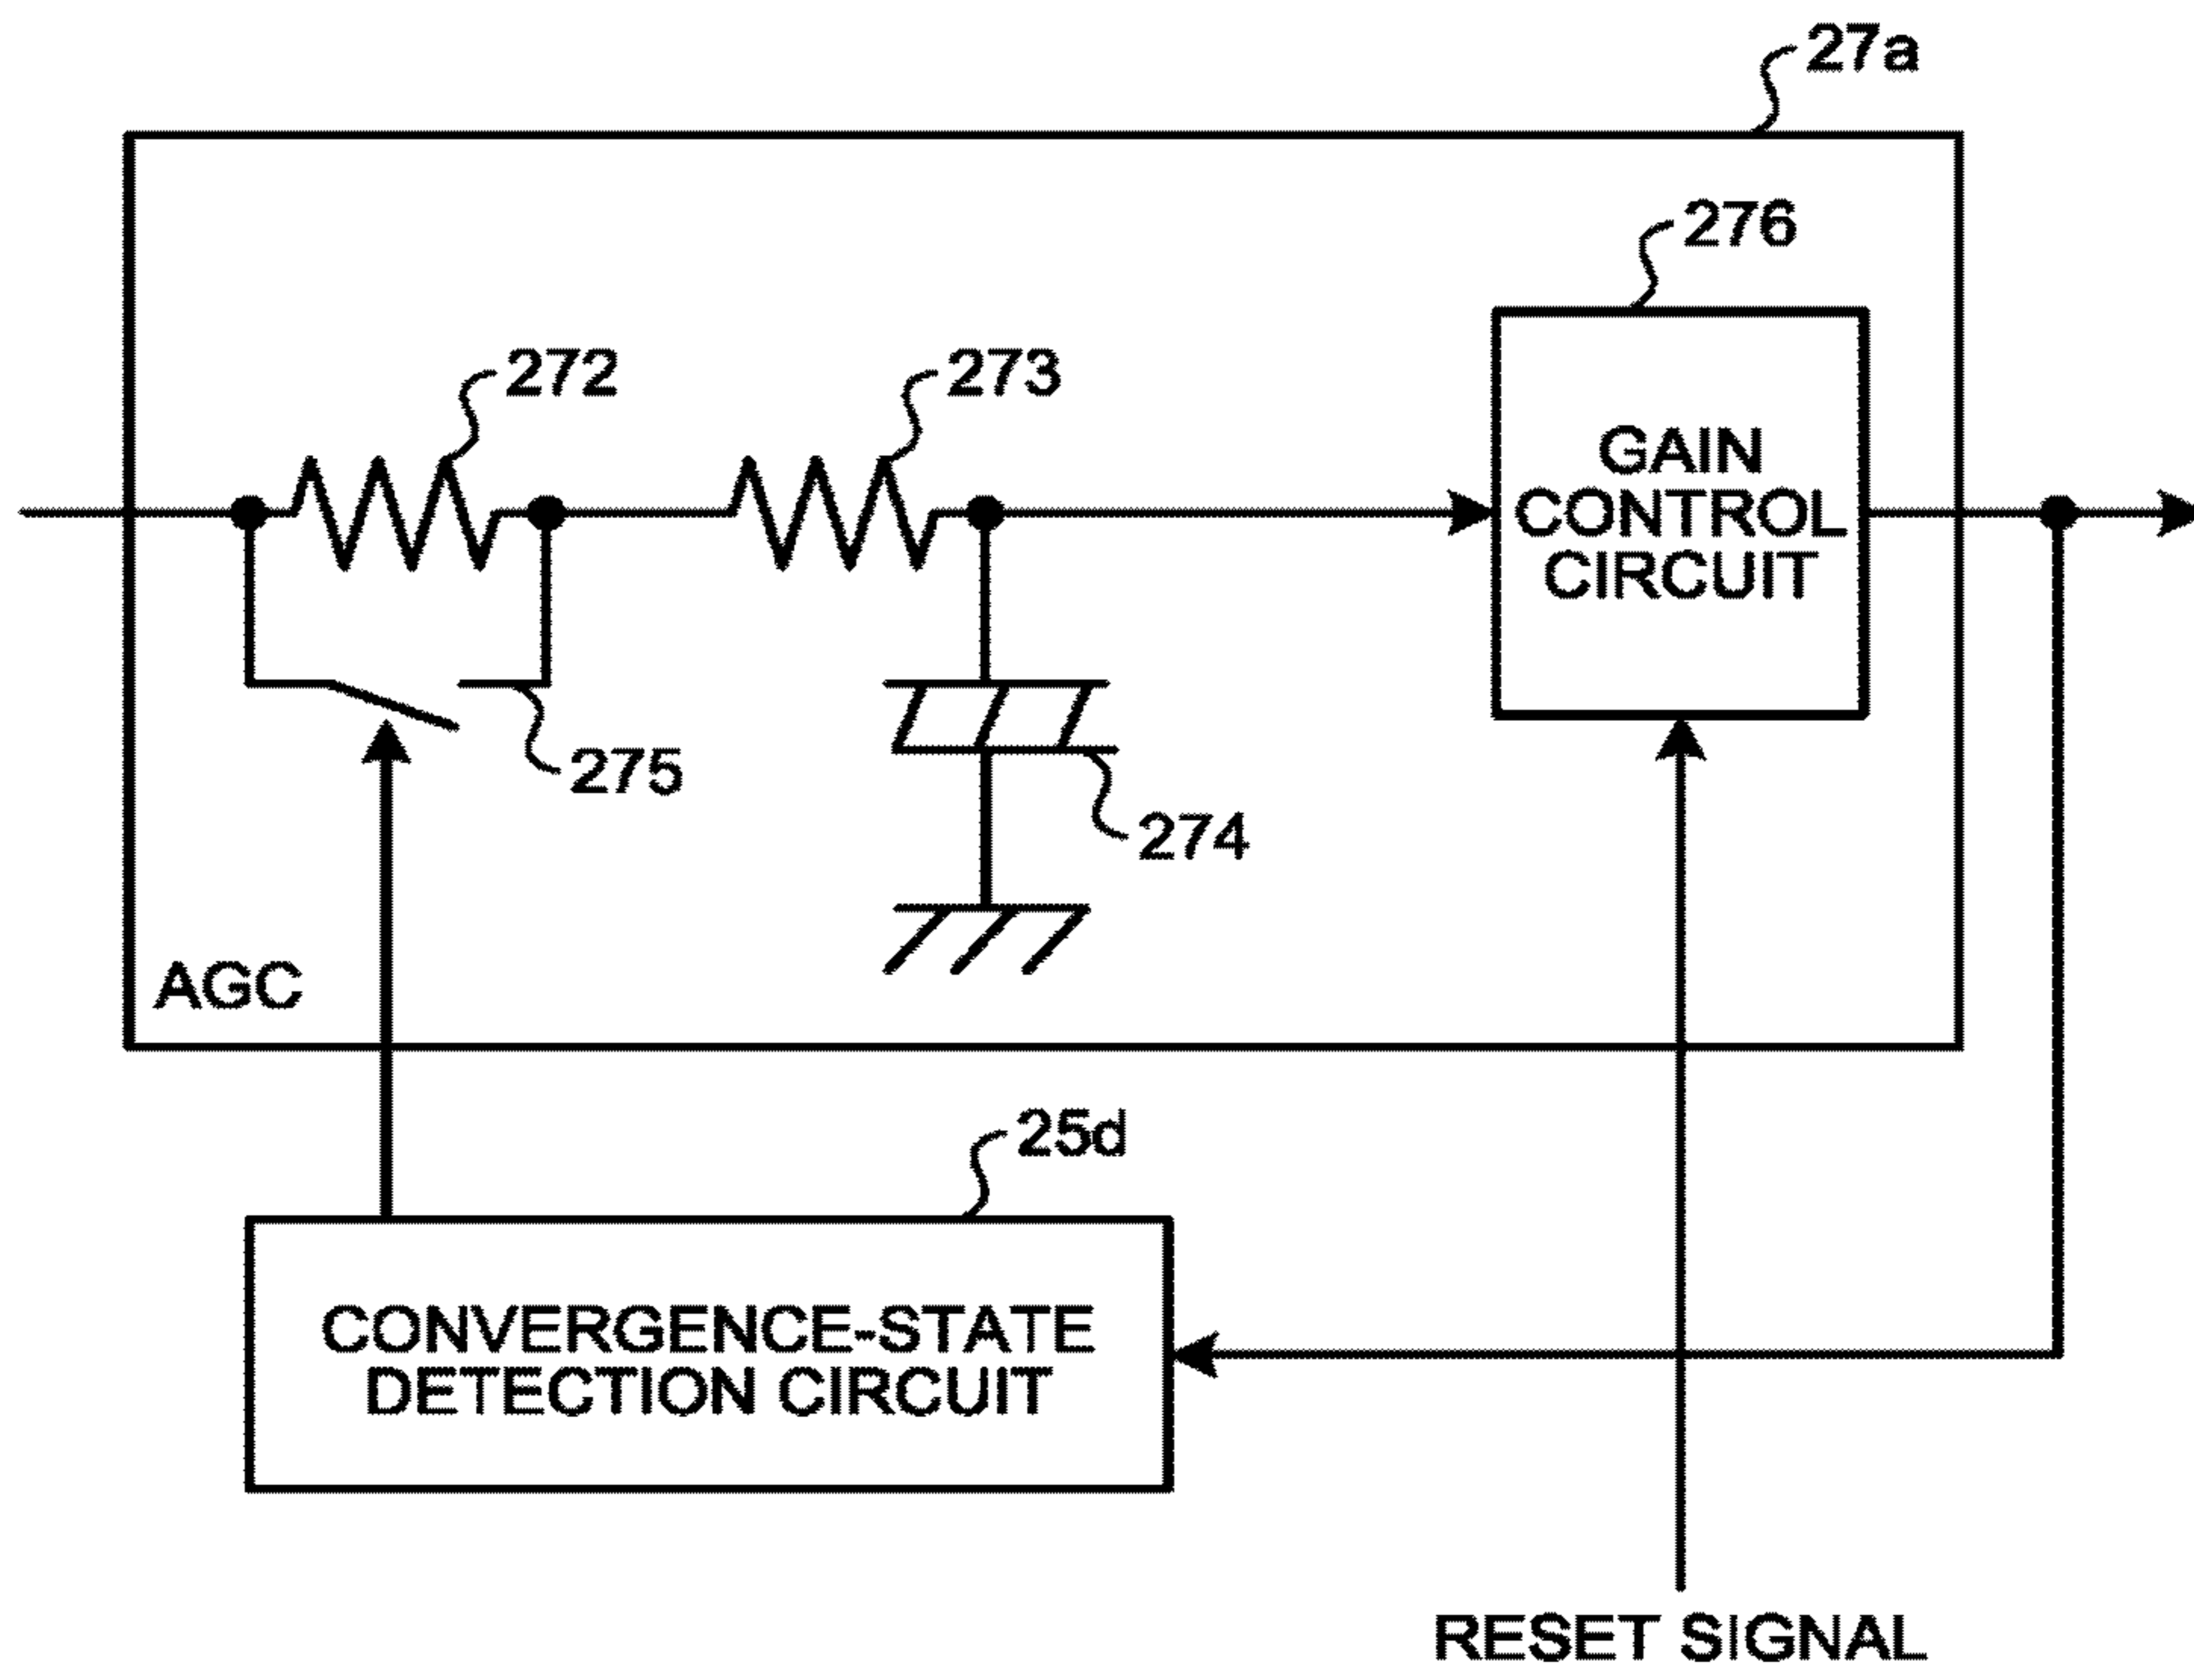 27a
276
272
273
GAIN
CONTROL
CIRCUIT
275
274
AGC
25d
CONVERGENCE-STATE
DETECTION CIRCUIT
RESET SIGNAL